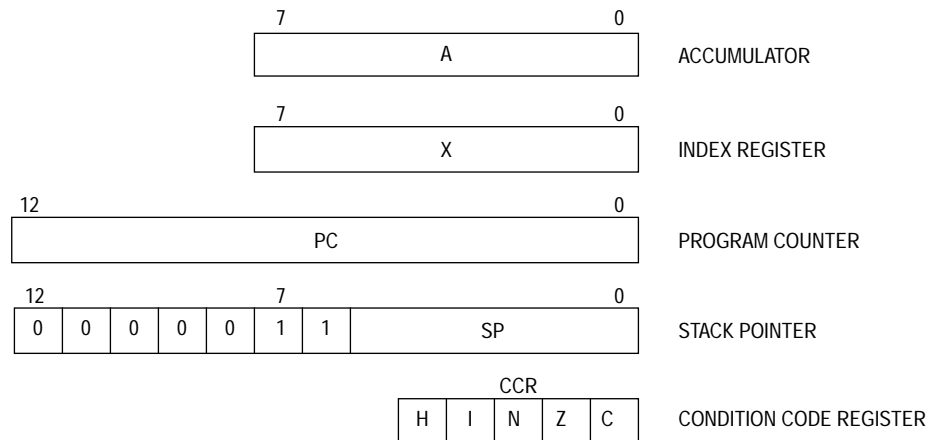 7 0
A ACCUMULATOR
7 0
X INDEX REGISTER
12 0
PC PROGRAM COUNTER
12 7 0
0 0 0 0 0 1 1 SP STACK POINTER
CCR
H I N Z C CONDITION CODE REGISTER